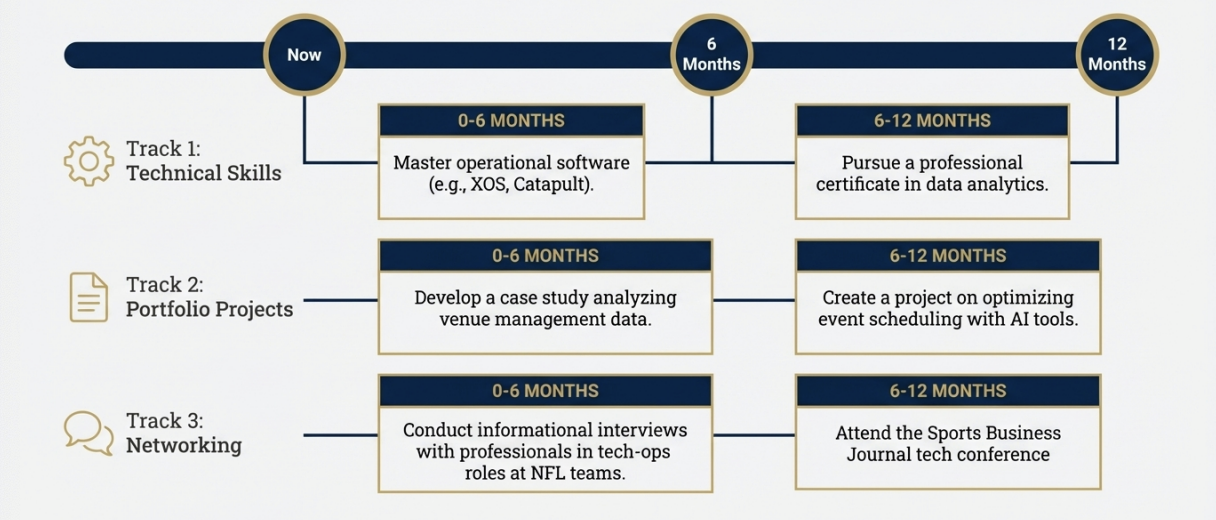 Now
6
Months
12
Months
Track 1:
Technical Skills
0-6 MONTHS
Master operational software
(e.g., XOS, Catapult).
6-12 MONTHS
Pursue a professional
certificate in data analytics.
Track 2:
Portfolio Projects
0-6 MONTHS
Develop a case study analyzing
venue management data.
6-12 MONTHS
Create a project on optimizing
event scheduling with AI tools.
Track 3:
Networking
0-6 MONTHS
Conduct informational interviews
with professionals in tech-ops
roles at NFL teams.
6-12 MONTHS
Attend the Sports Business
Journal tech conference